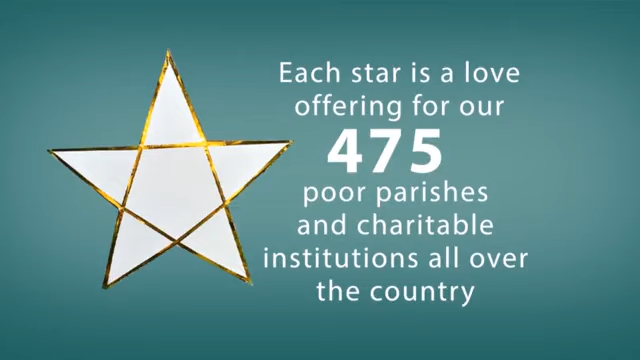 Each star is a love
offering for our
475
poor parishes
and charitable
institutions all over
the country